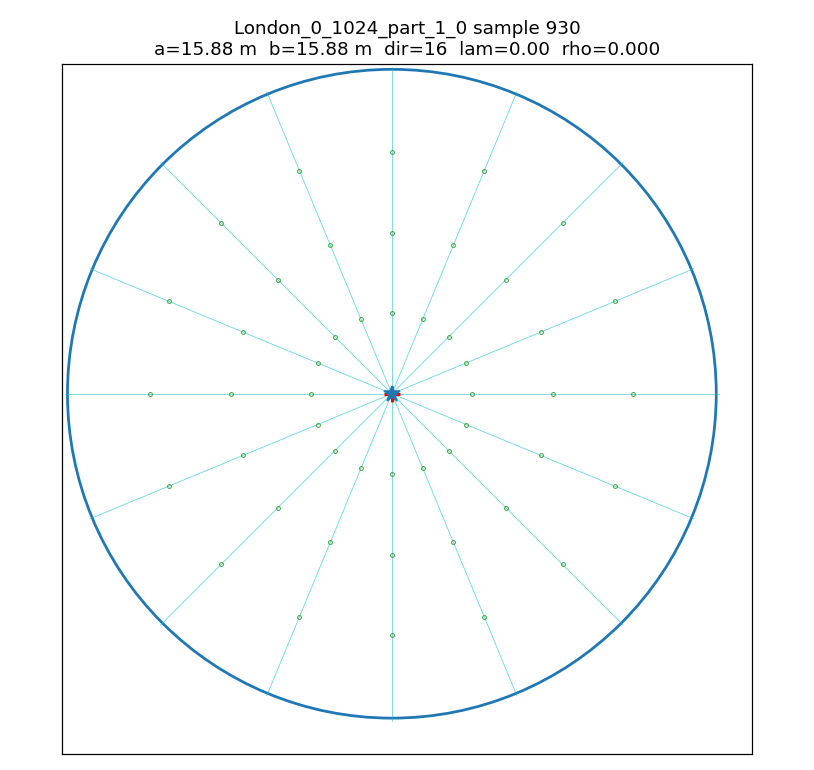 London_0_1024_part_1_0 sample 930
a=15.88 m  b=15.88 m  dir=16  lam=0.00  rho=0.000